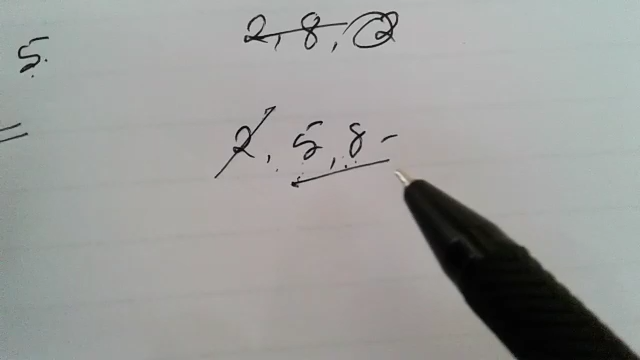 2, 8, 2
5.
=
2, 5, 8 -